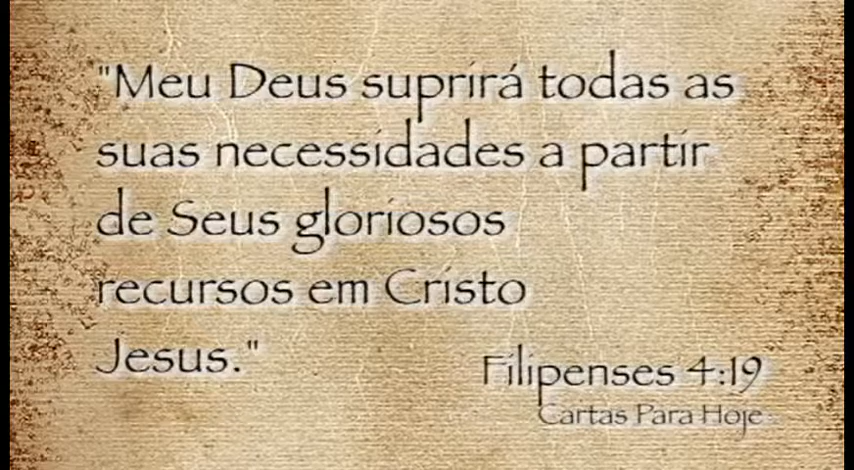 "Meu Deus suprirá todas as
suas necessidades a partir
de Seus gloriosos
recursos em Cristo
Jesus."
Filipenses 4:19
Cartas Para Hoje